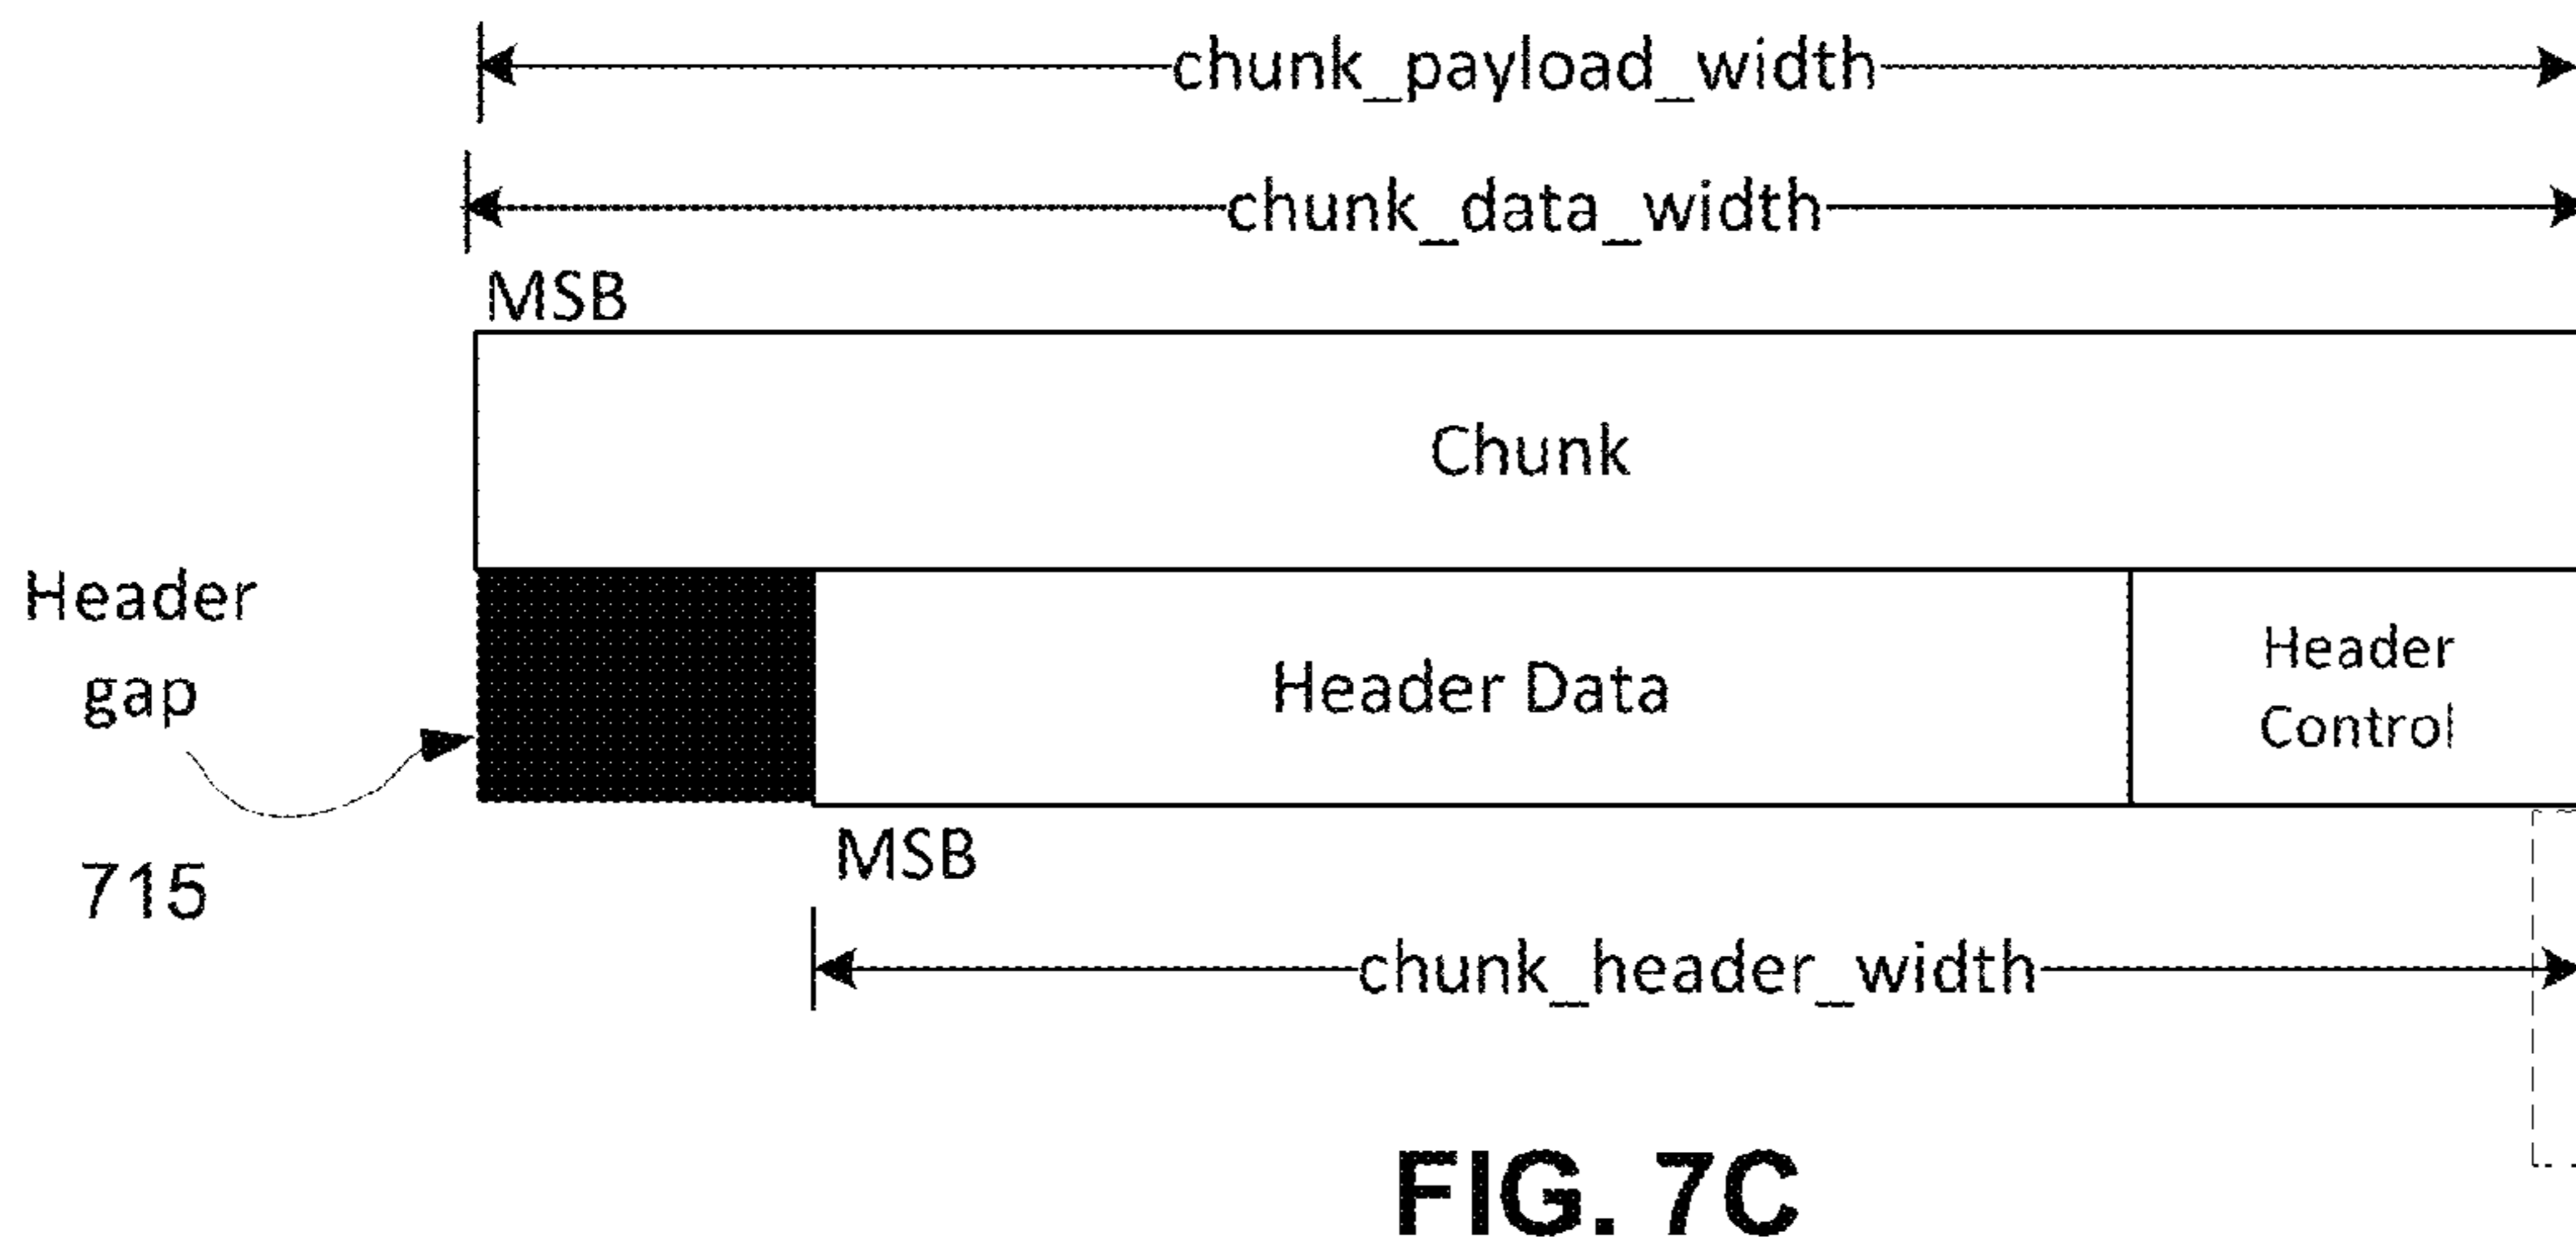 chunk_payload_width
chunk_data_width
MSB
Chunk
Header
gap
715
Header Data
Header
Control
MSB
chunk_header_width
FIG. 7C